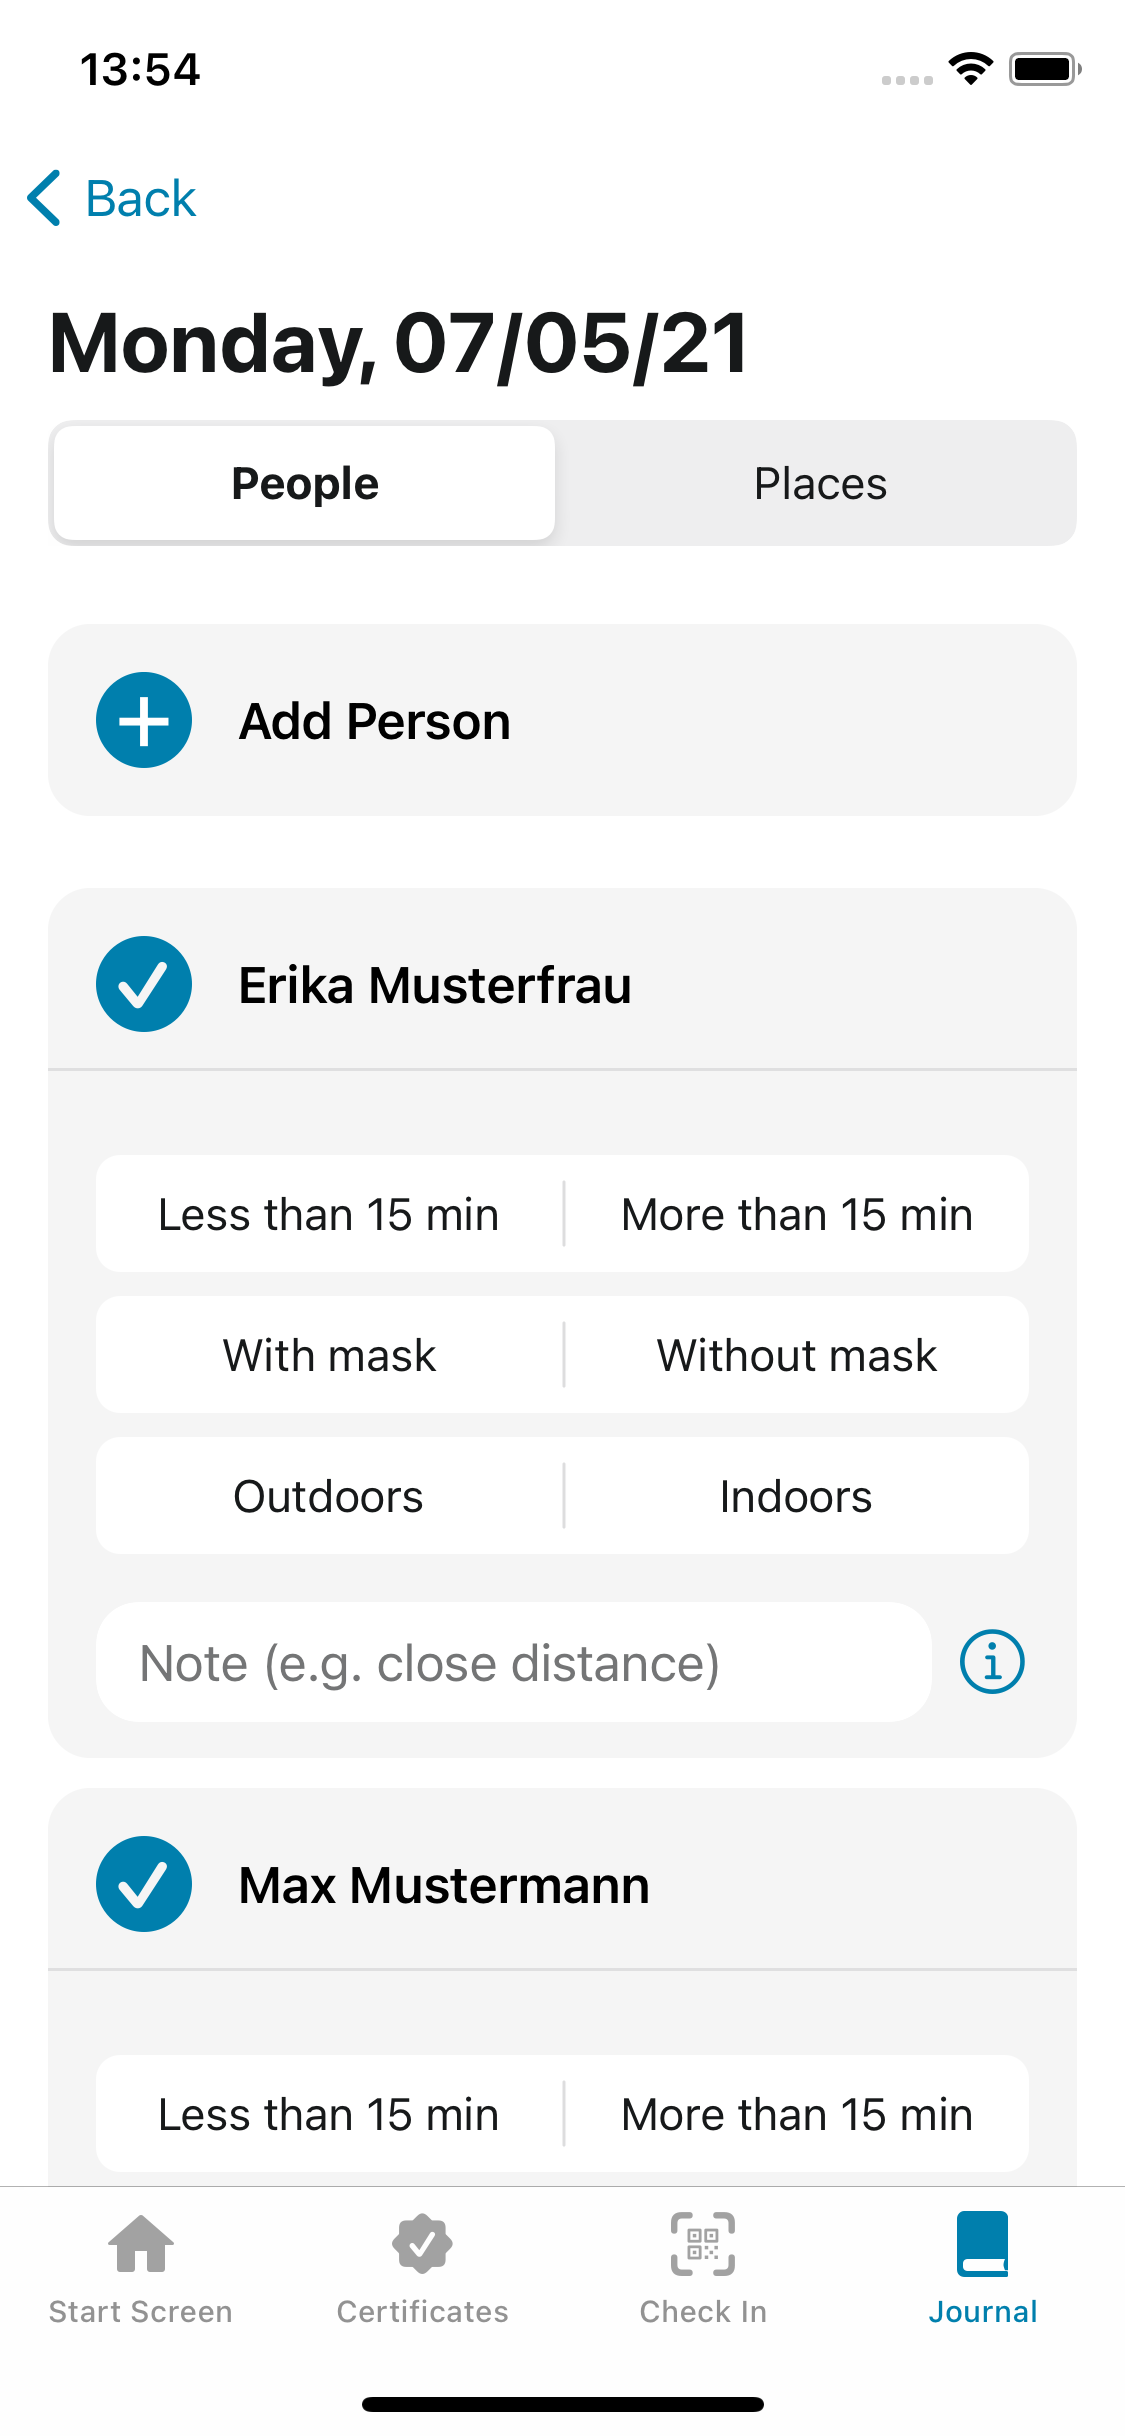 13:54
Back
Monday, 07/05/21
People
Places
Add Person
Erika Musterfrau
Less than 15 min
More than 15 min
With mask
Without mask
Outdoors
Indoors
Note (e.g. close distance)
Max Mustermann
Less than 15 min
More than 15 min
Start Screen
Certificates
Check In
Journal